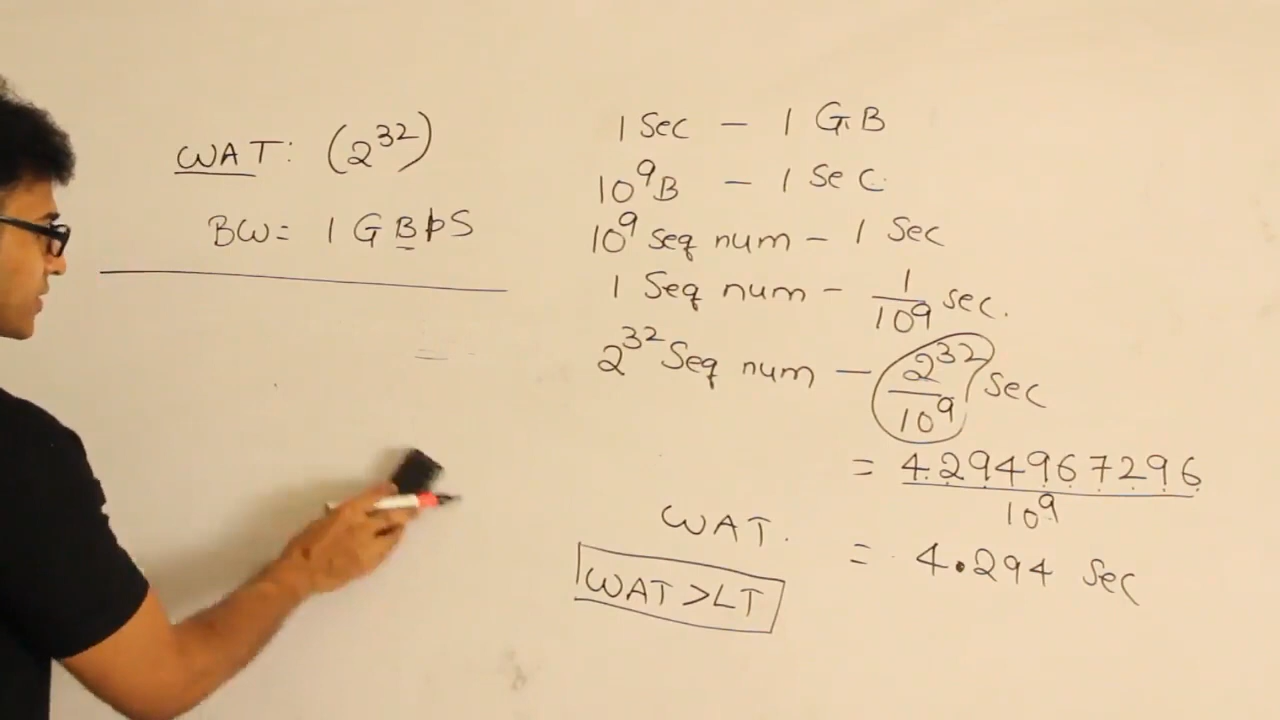 WAT: (2^32)
BW = 1 GBpS
1 Sec - 1 GB
10^9 B - 1 Sec
10^9 Seq num - 1 Sec
1 Seq num - 1/10^9 sec.
2^32 Seq num - 2^32/10^9 Sec
= 4.294967296/10^9
WAT.
= 4.294 Sec
WAT > LT